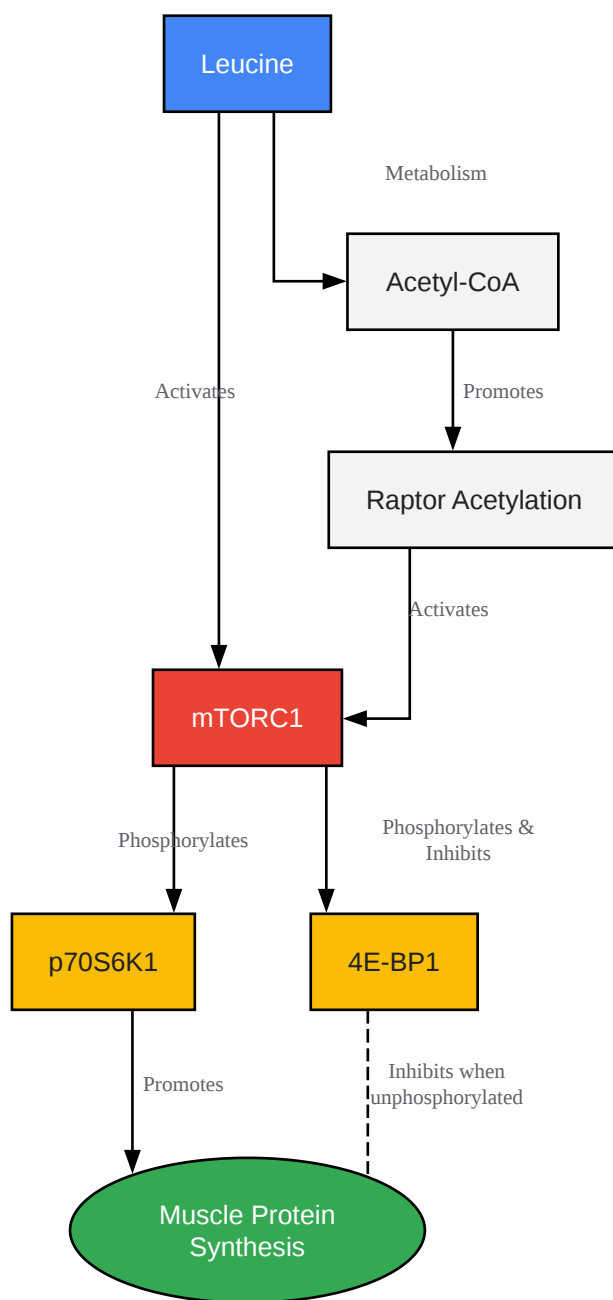 Leucine
Metabolism
Acetyl-CoA
Activates
Promotes
Raptor Acetylation
Activates
mTORC1
Phosphorylates
Phosphorylates &
Inhibits
p70S6K1
4E-BP1
Promotes
Inhibits when
unphosphorylated
Muscle Protein
Synthesis